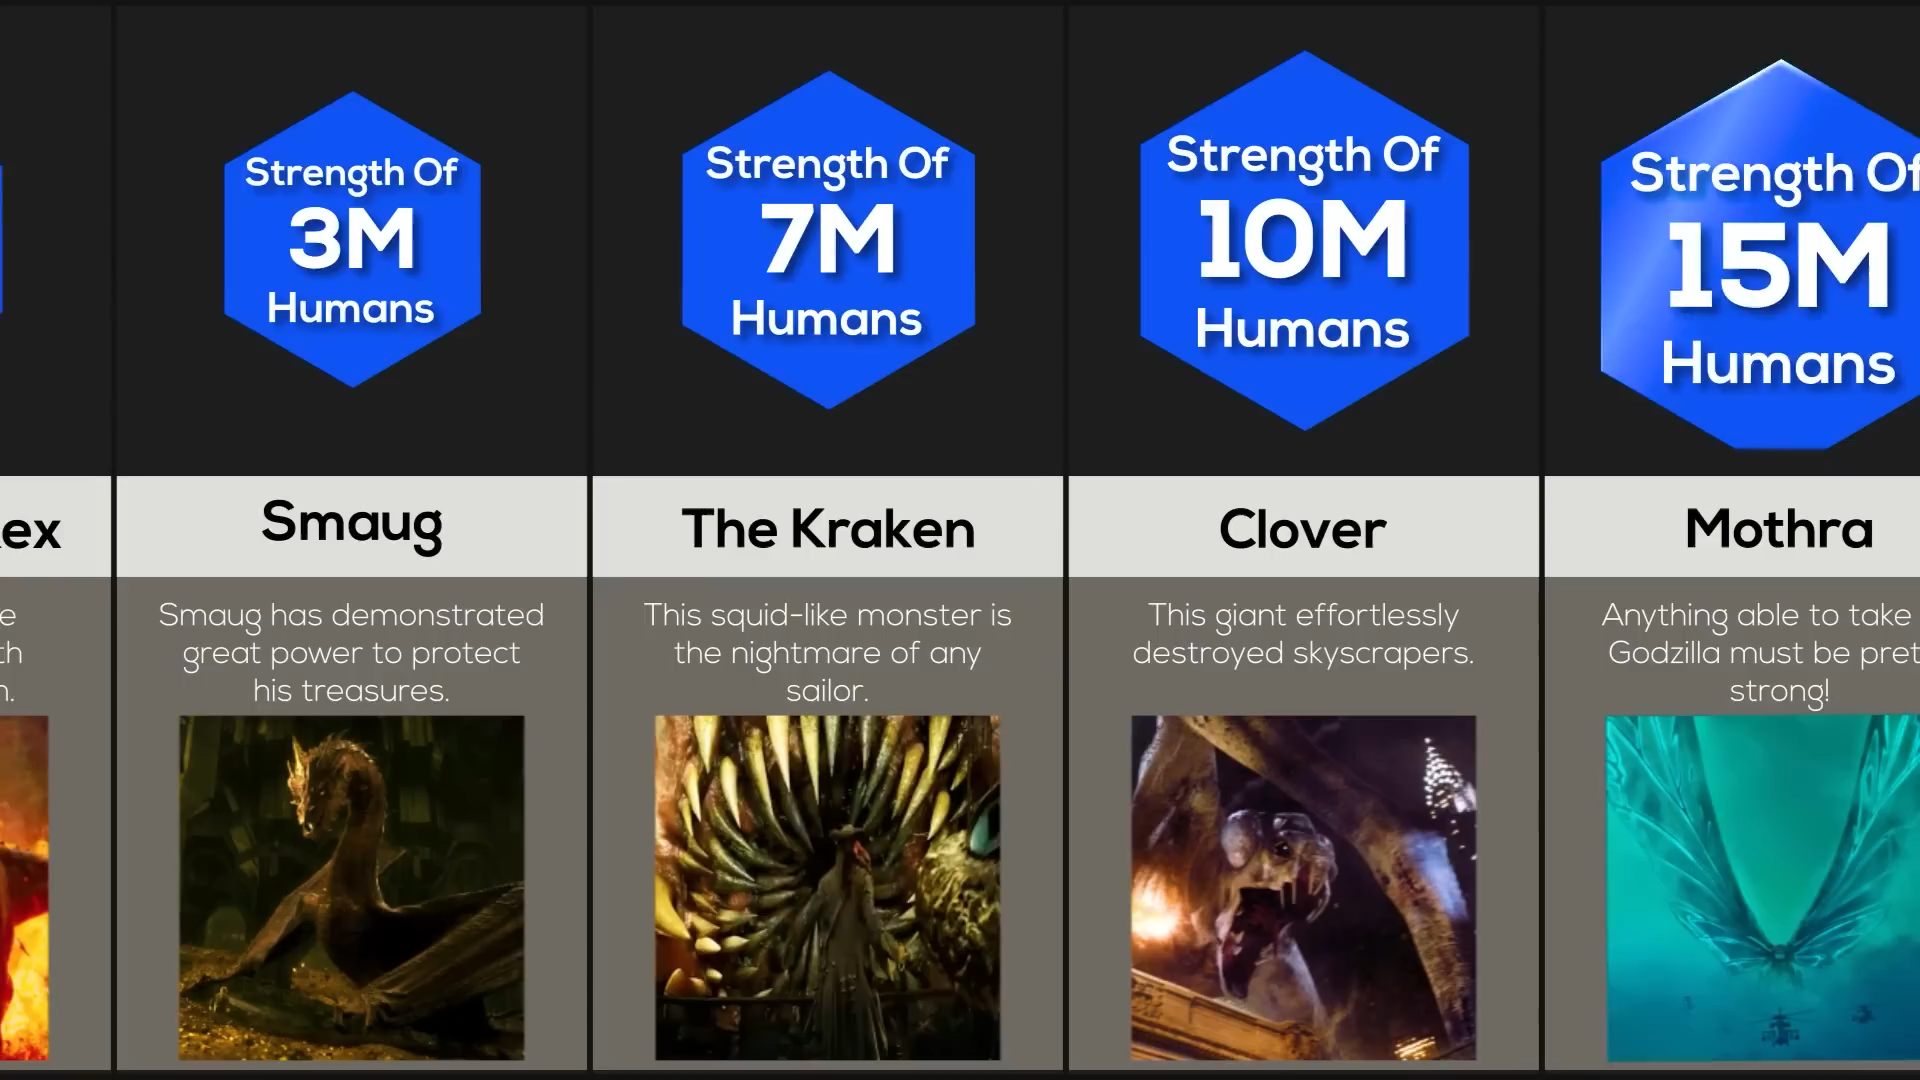 Strength Of
3M
Humans
Strength Of
7M
Humans
Strength Of
10M
Humans
Strength Of
15M
Humans
ex
Smaug
The Kraken
Clover
Mothra
Smaug has demonstrated
great power to protect
his treasures.
This squid-like monster is
the nightmare of any
sailor.
This giant effortlessly
destroyed skyscrapers.
Anything able to take
Godzilla must be pret
strong!